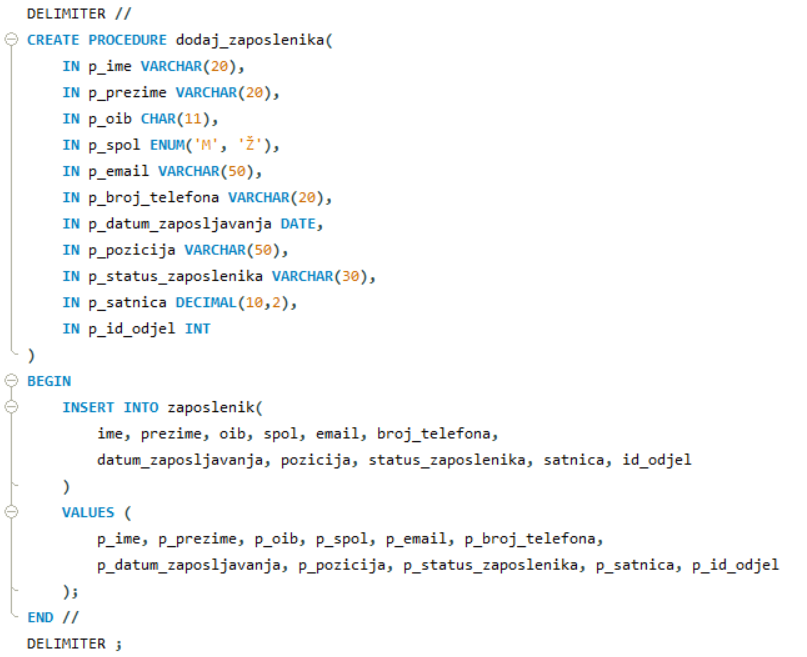 DELIMITER //
CREATE PROCEDURE dodaj_zaposlenika(
    IN p_ime VARCHAR(20),
    IN p_prezime VARCHAR(20),
    IN p_oib CHAR(11),
    IN p_spol ENUM('M', 'Ž'),
    IN p_email VARCHAR(50),
    IN p_broj_telefona VARCHAR(20),
    IN p_datum_zaposljavanja DATE,
    IN p_pozicija VARCHAR(50),
    IN p_status_zaposlenika VARCHAR(30),
    IN p_satnica DECIMAL(10,2),
    IN p_id_odjel INT
)
BEGIN
    INSERT INTO zaposlenik(
        ime, prezime, oib, spol, email, broj_telefona,
        datum_zaposljavanja, pozicija, status_zaposlenika, satnica, id_odjel
    )
    VALUES (
        p_ime, p_prezime, p_oib, p_spol, p_email, p_broj_telefona,
        p_datum_zaposljavanja, p_pozicija, p_status_zaposlenika, p_satnica, p_id_odjel
    );
END //
DELIMITER ;